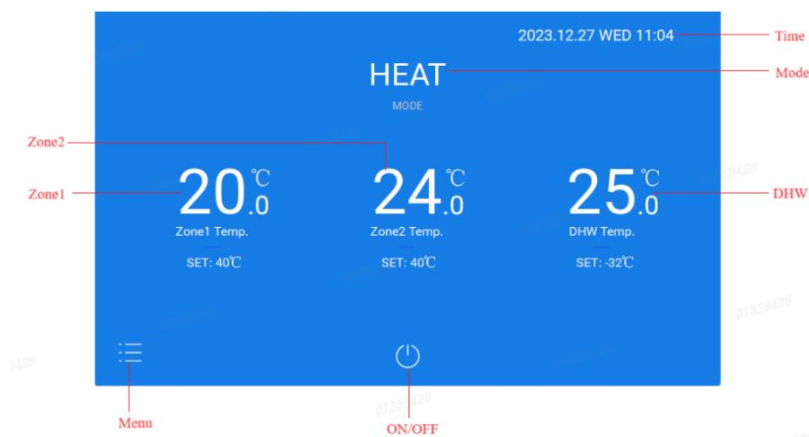 2023.12.27 WED 11:04
Time
HEAT
Mode
MODE
Zone2
20.0℃
24.0℃
25.0℃
Zone1
DHW
Zone1 Temp.
Zone2 Temp.
DHW Temp.
SET: 40℃
SET: 40℃
SET: -32℃
Menu
ON/OFF